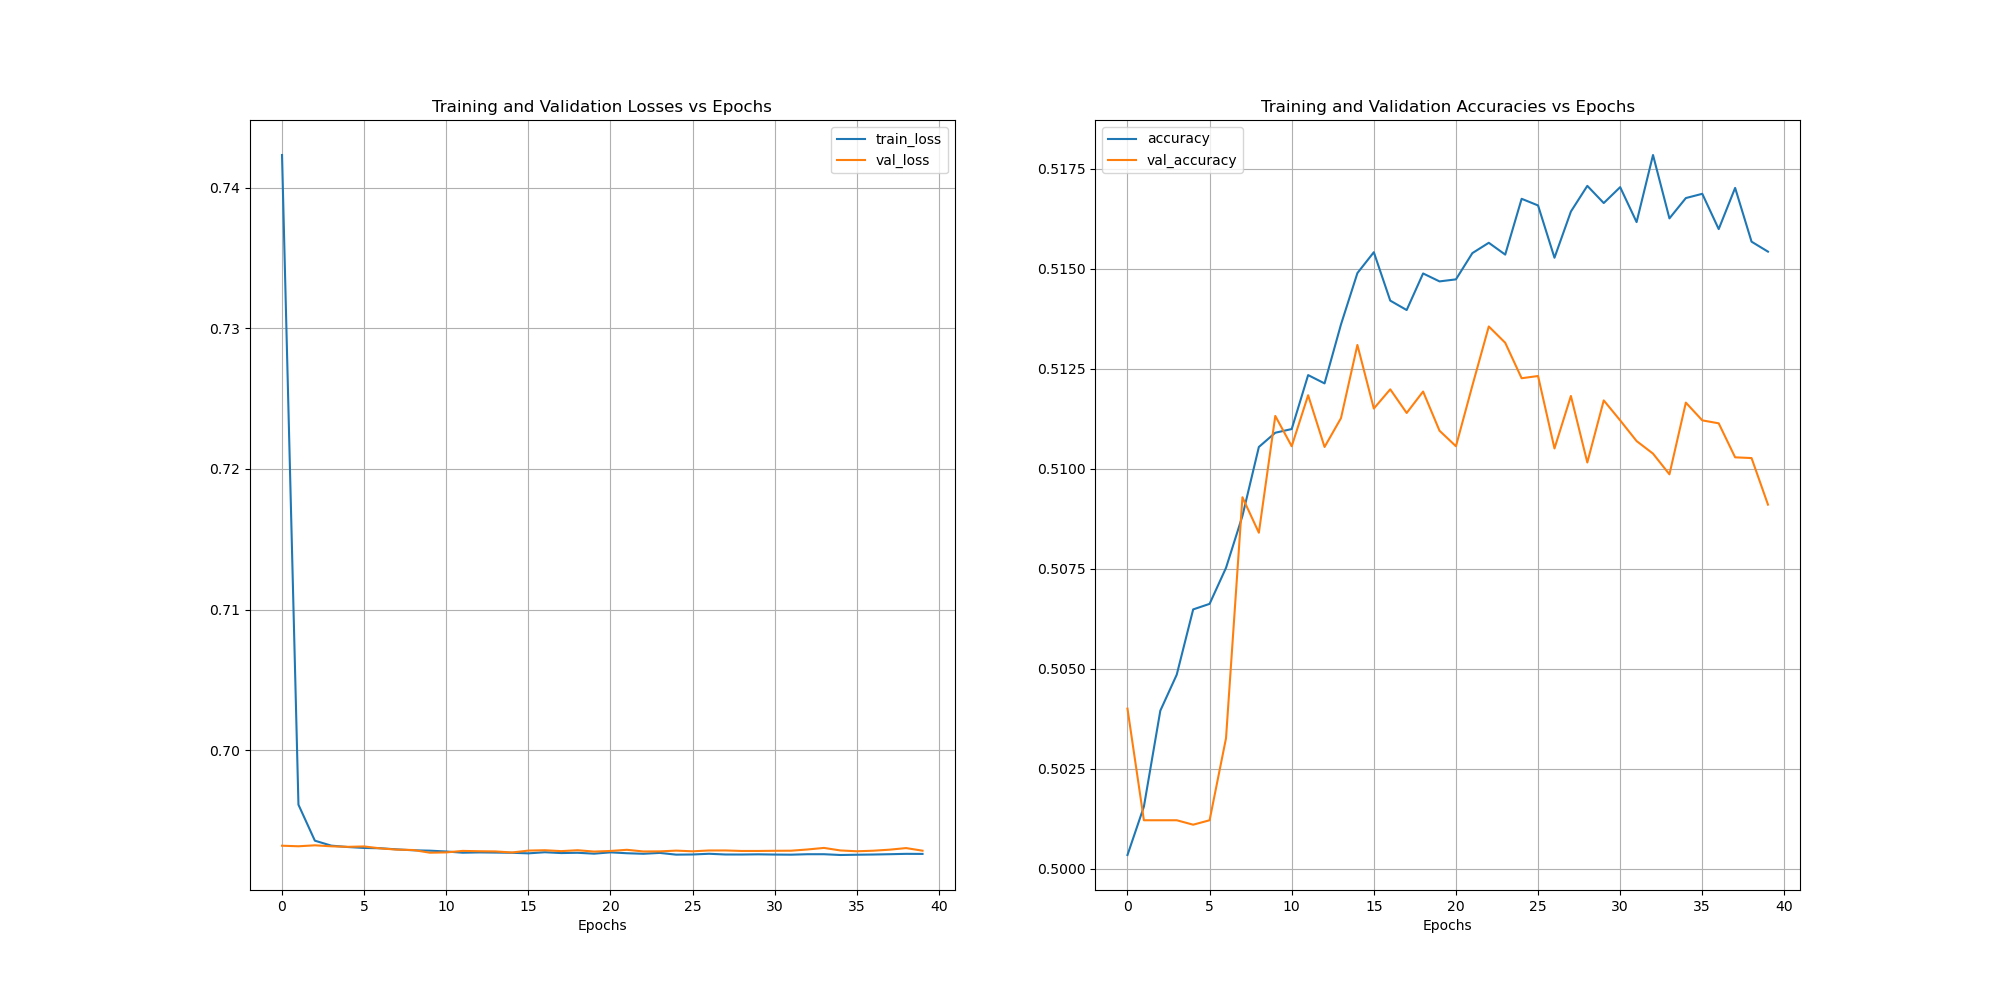 Training and Validation Losses vs Epochs
train_loss
val_loss
0.74
0.73
0.72
0.71
0.70
0 5 10 15 20 25 30 35 40
Epochs
Training and Validation Accuracies vs Epochs
accuracy
val_accuracy
0.5175
0.5150
0.5125
0.5100
0.5075
0.5050
0.5025
0.5000
0 5 10 15 20 25 30 35 40
Epochs